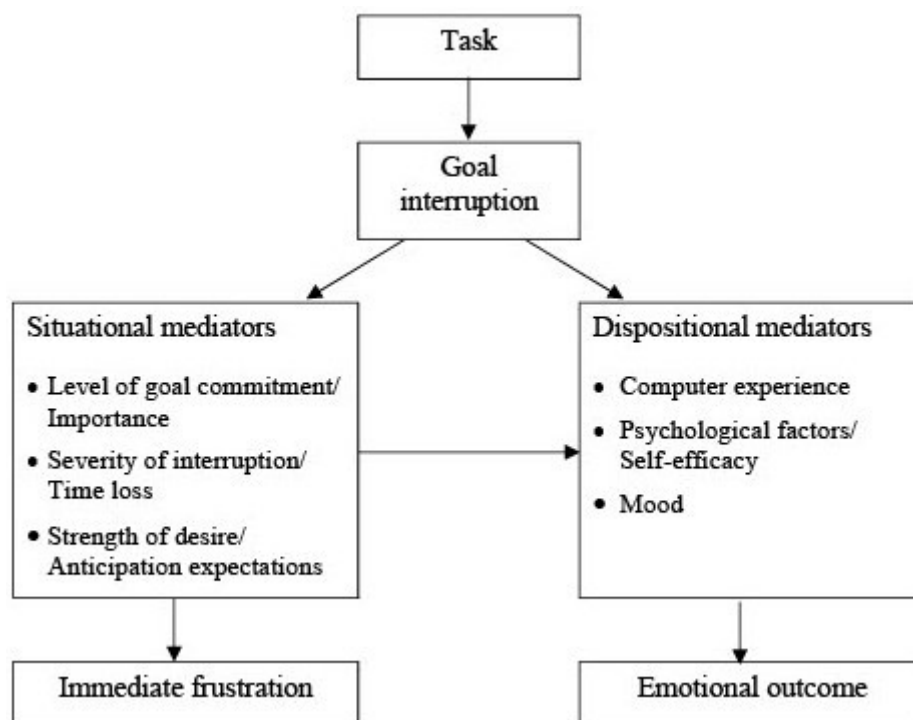 Task
Goal
interruption
Situational mediators
• Level of goal commitment/
Importance
• Severity of interruption/
Time loss
• Strength of desire/
Anticipation expectations
Dispositional mediators
• Computer experience
• Psychological factors/
Self-efficacy
• Mood
Immediate frustration
Emotional outcome